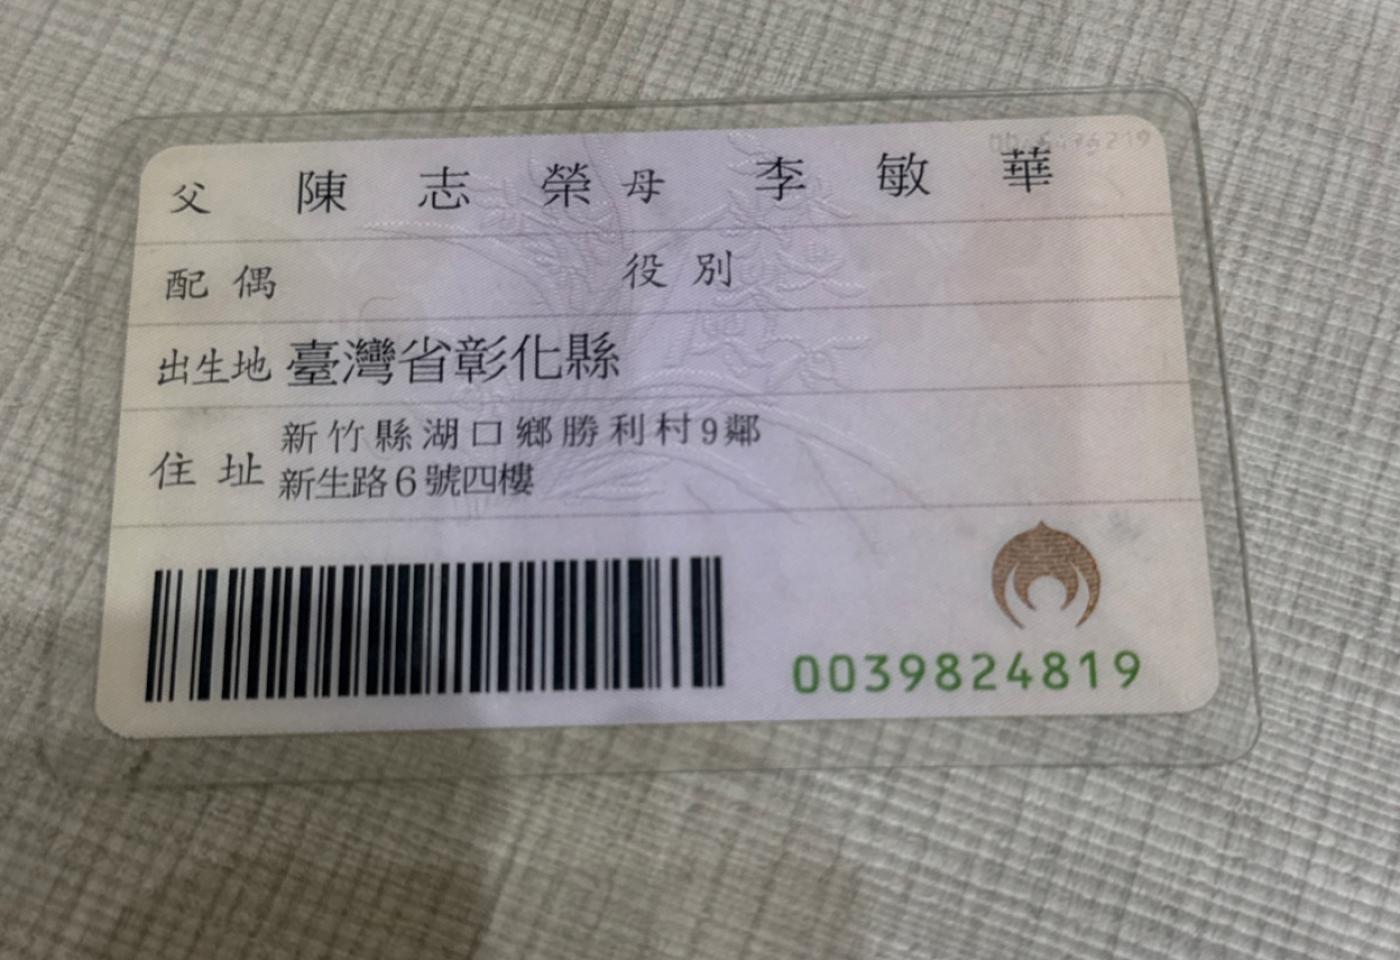 父 陳志榮 母 李敏華
配偶 役別
出生地 臺灣省彰化縣
住址 新竹縣湖口鄉勝利村9鄰
新生路6號四樓
0039824819